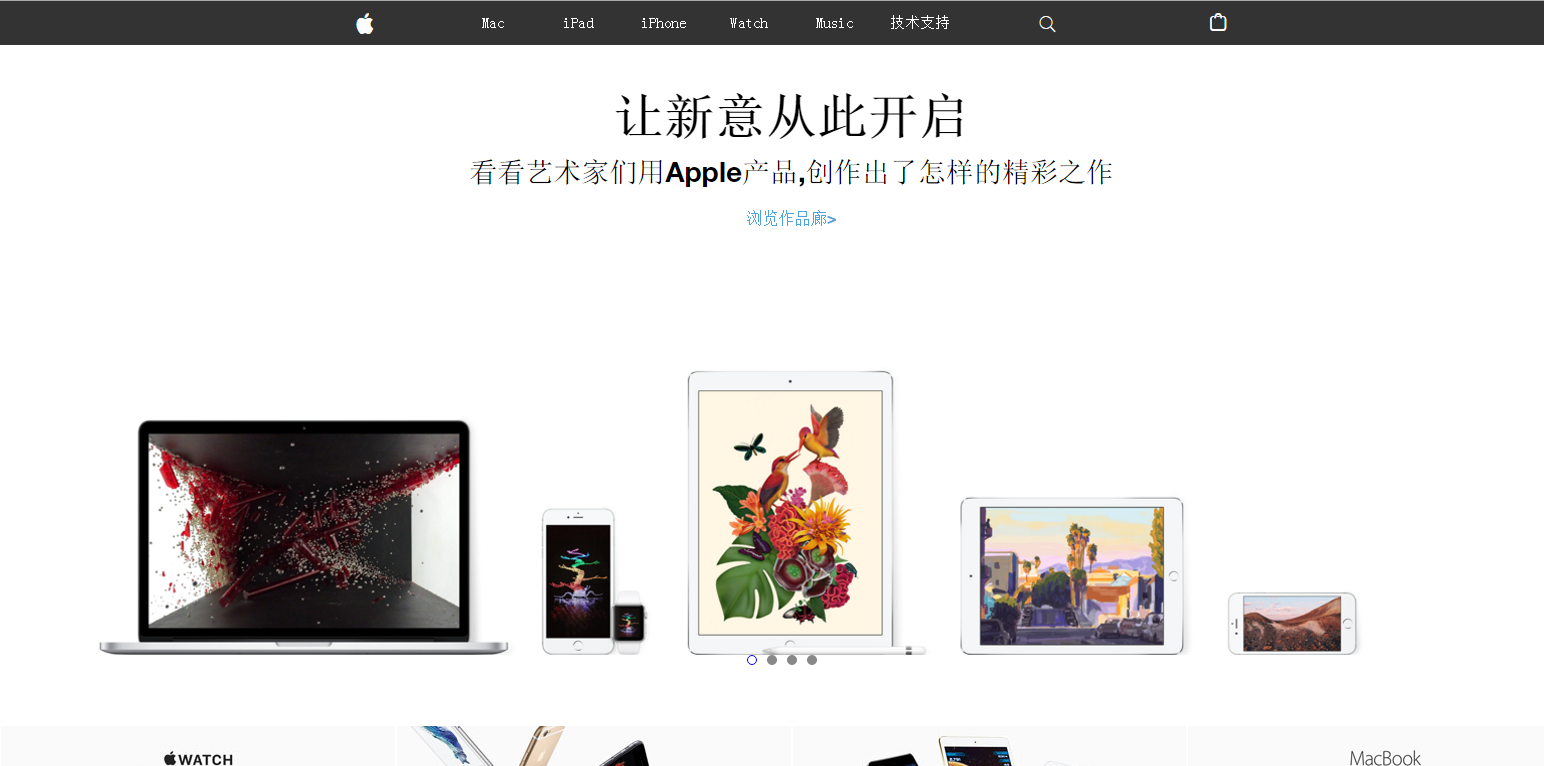 Mac iPad iPhone Watch Music 技术支持
让新意从此开启
看看艺术家们用Apple产品,创作出了怎样的精彩之作
浏览作品廊>
WATCH
MacBook